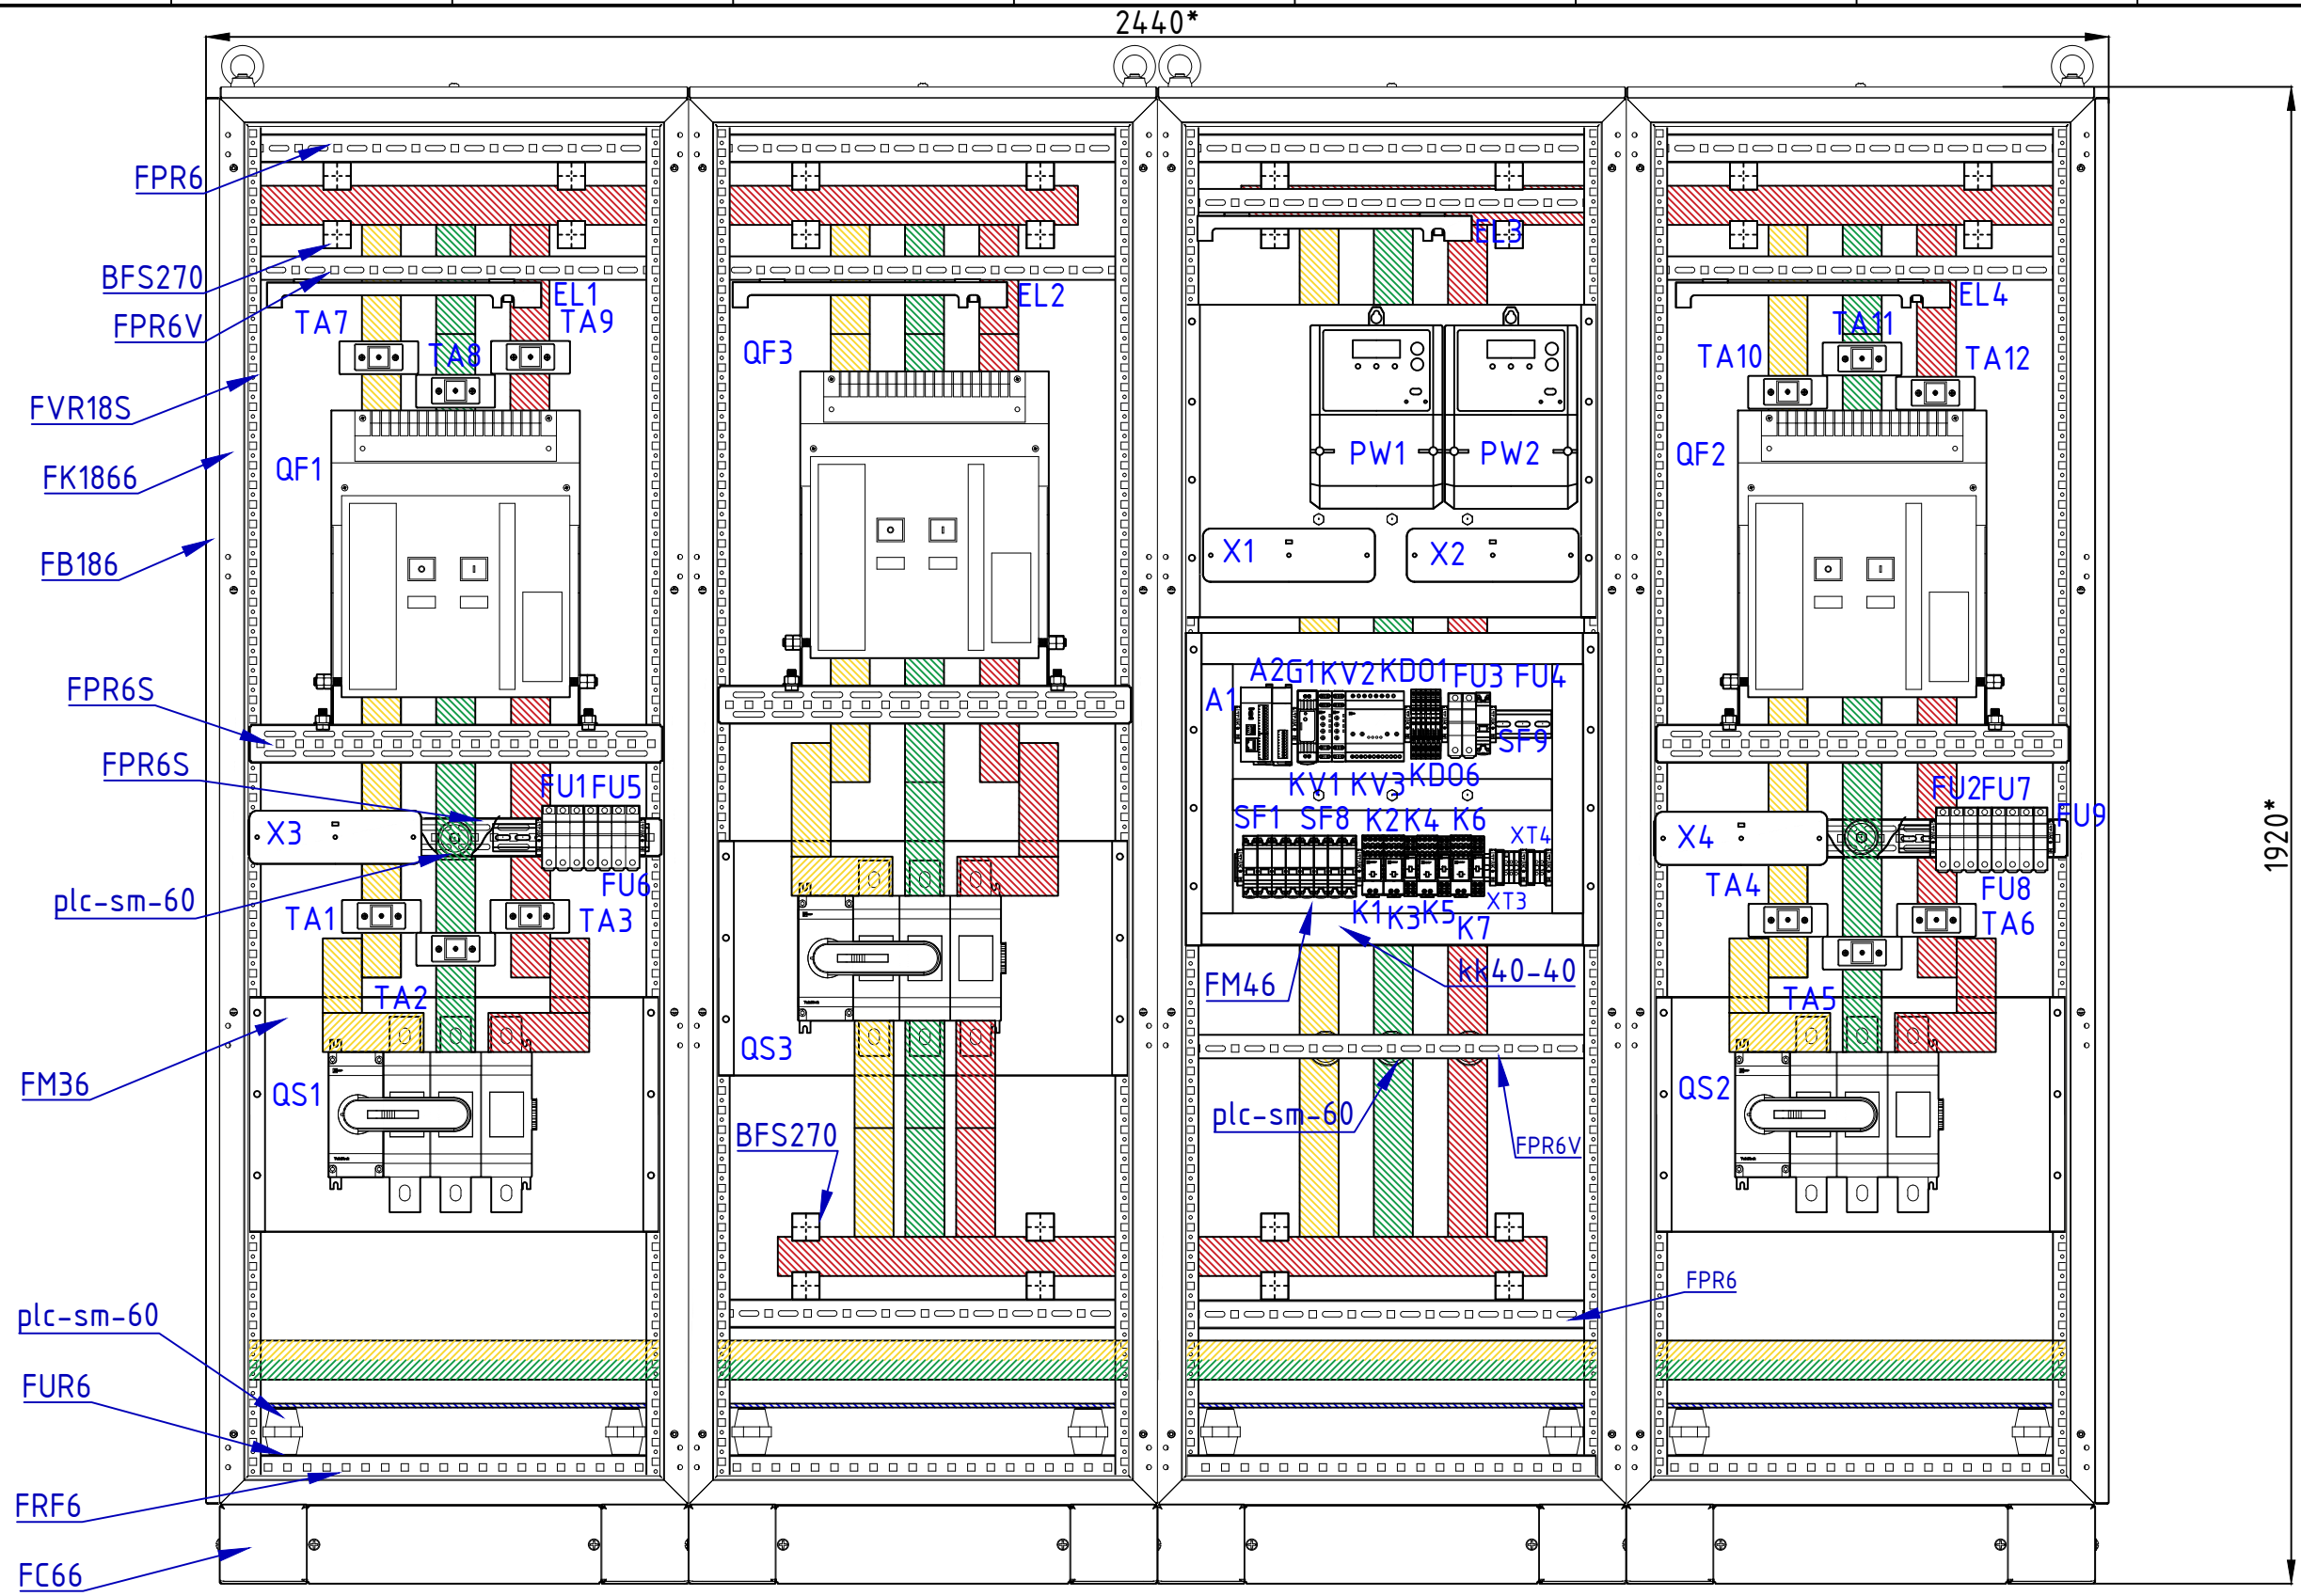 2440*
FPR6
BFS270
FPR6V
FVR18S
FK1866
FB186
FPR6S
FPR6S
plc-sm-60
FM36
plc-sm-60
FUR6
FRF6
FC66
EL1
TA7
TA9
TA8
QF1
FU1 FU5
X3
FU6
TA1
TA3
TA2
QS1
EL2
QF3
QS3
BFS270
EL3
PW1
PW2
X1
X2
A2 G1 KV2 KDO1 FU3 FU4
A1
SF9
KV1 KV3 KDO6
SF1 SF8 K2 K4 K6
XT4
XT3
K1 K3 K5 K7
FM46
kk40-40
plc-sm-60
FPR6V
FPR6
EL4
TA11
TA10
TA12
QF2
FU2 FU7
FU9
X4
FU8
TA4
TA6
TA5
QS2
1920*